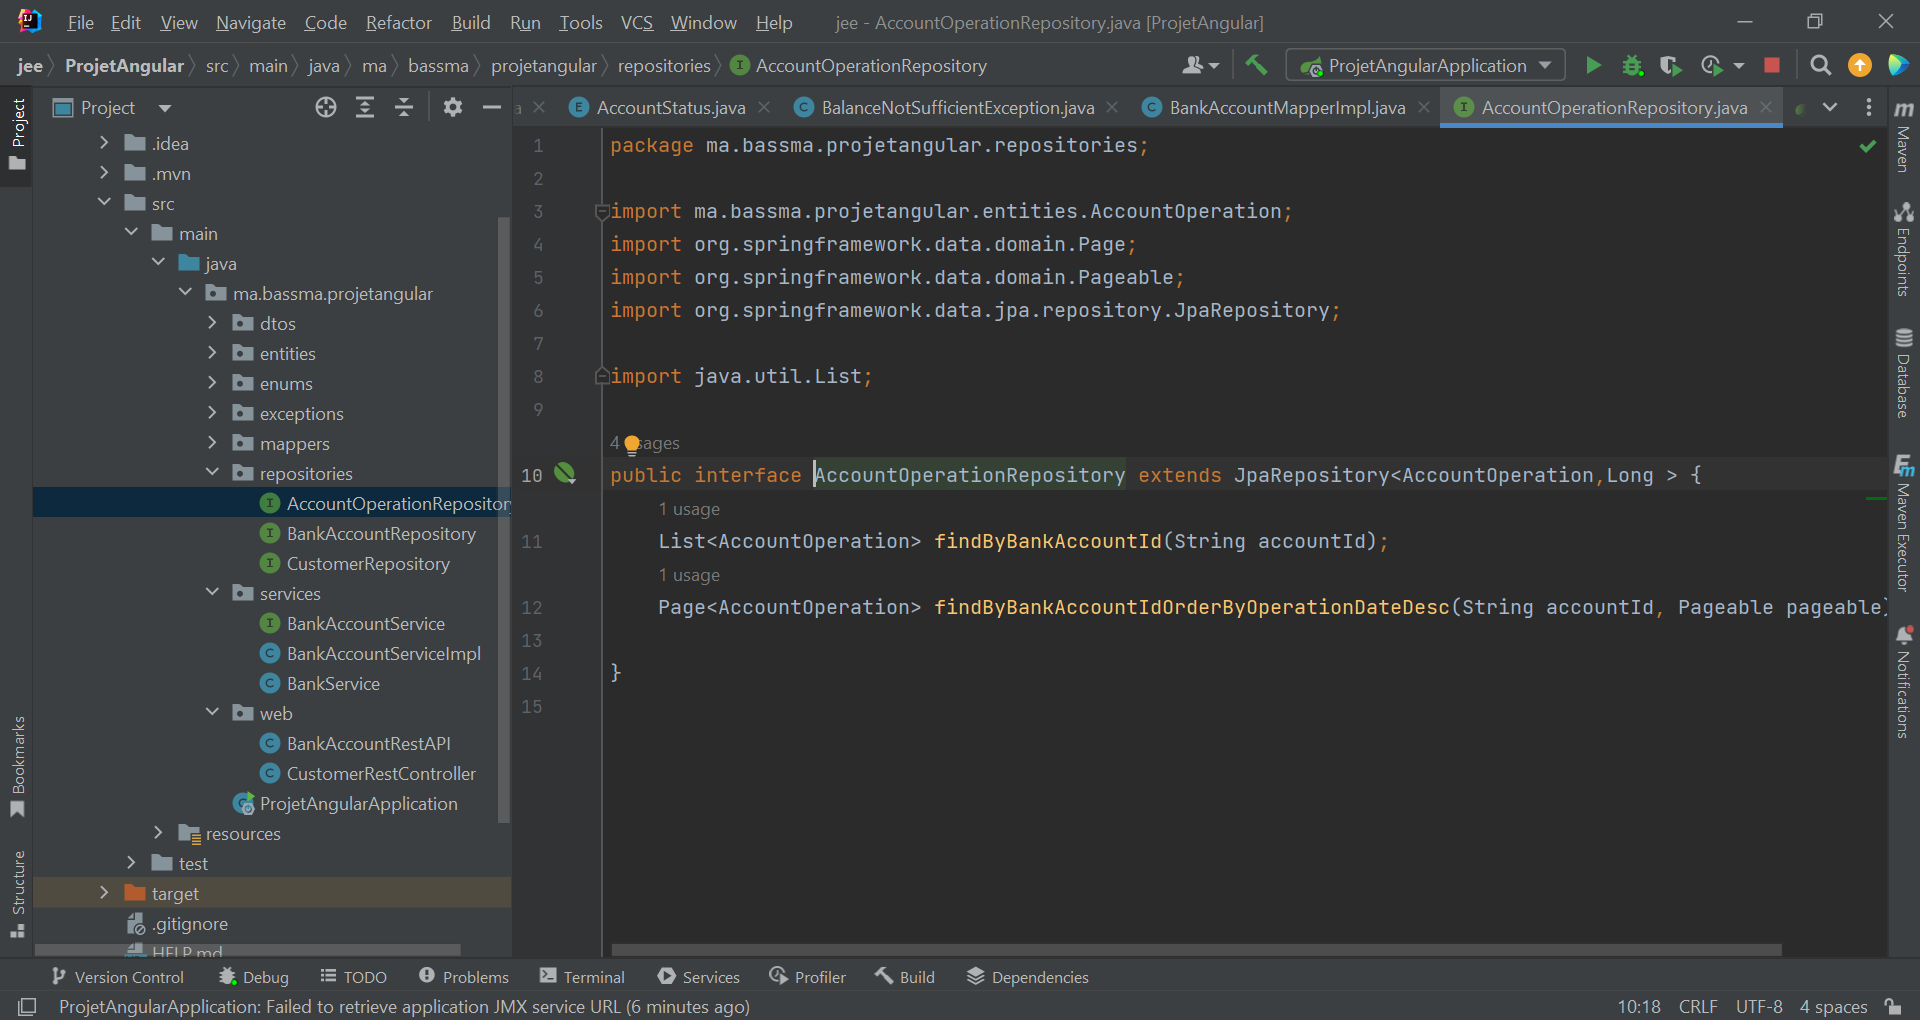 File Edit View Navigate Code Refactor Build Run Tools VCS Window Help jee - AccountOperationRepository.java [ProjetAngular]
jee ProjetAngular src main java ma bassma projetangular repositories AccountOperationRepository ProjetAngularApplication
Project
a AccountStatus.java BalanceNotSufficientException.java BankAccountMapperImpl.java AccountOperationRepository.java
Project
Bookmarks
Structure
.idea
.mvn
src
main
java
ma.bassma.projetangular
dtos
entities
enums
exceptions
mappers
repositories
AccountOperationRepository
BankAccountRepository
CustomerRepository
services
BankAccountService
BankAccountServiceImpl
BankService
web
BankAccountRestAPI
CustomerRestController
ProjetAngularApplication
resources
test
target
.gitignore
HELP.md
1 package ma.bassma.projetangular.repositories;
2
3 import ma.bassma.projetangular.entities.AccountOperation;
4 import org.springframework.data.domain.Page;
5 import org.springframework.data.domain.Pageable;
6 import org.springframework.data.jpa.repository.JpaRepository;
7
8 import java.util.List;
9
4 usages
10 public interface AccountOperationRepository extends JpaRepository<AccountOperation,Long > {
1 usage
11 List<AccountOperation> findByBankAccountId(String accountId);
1 usage
12 Page<AccountOperation> findByBankAccountIdOrderByOperationDateDesc(String accountId, Pageable pageable)
13
14 }
15
Maven
Endpoints
Database
Maven Executor
Notifications
Version Control Debug TODO Problems Terminal Services Profiler Build Dependencies
ProjetAngularApplication: Failed to retrieve application JMX service URL (6 minutes ago) 10:18 CRLF UTF-8 4 spaces